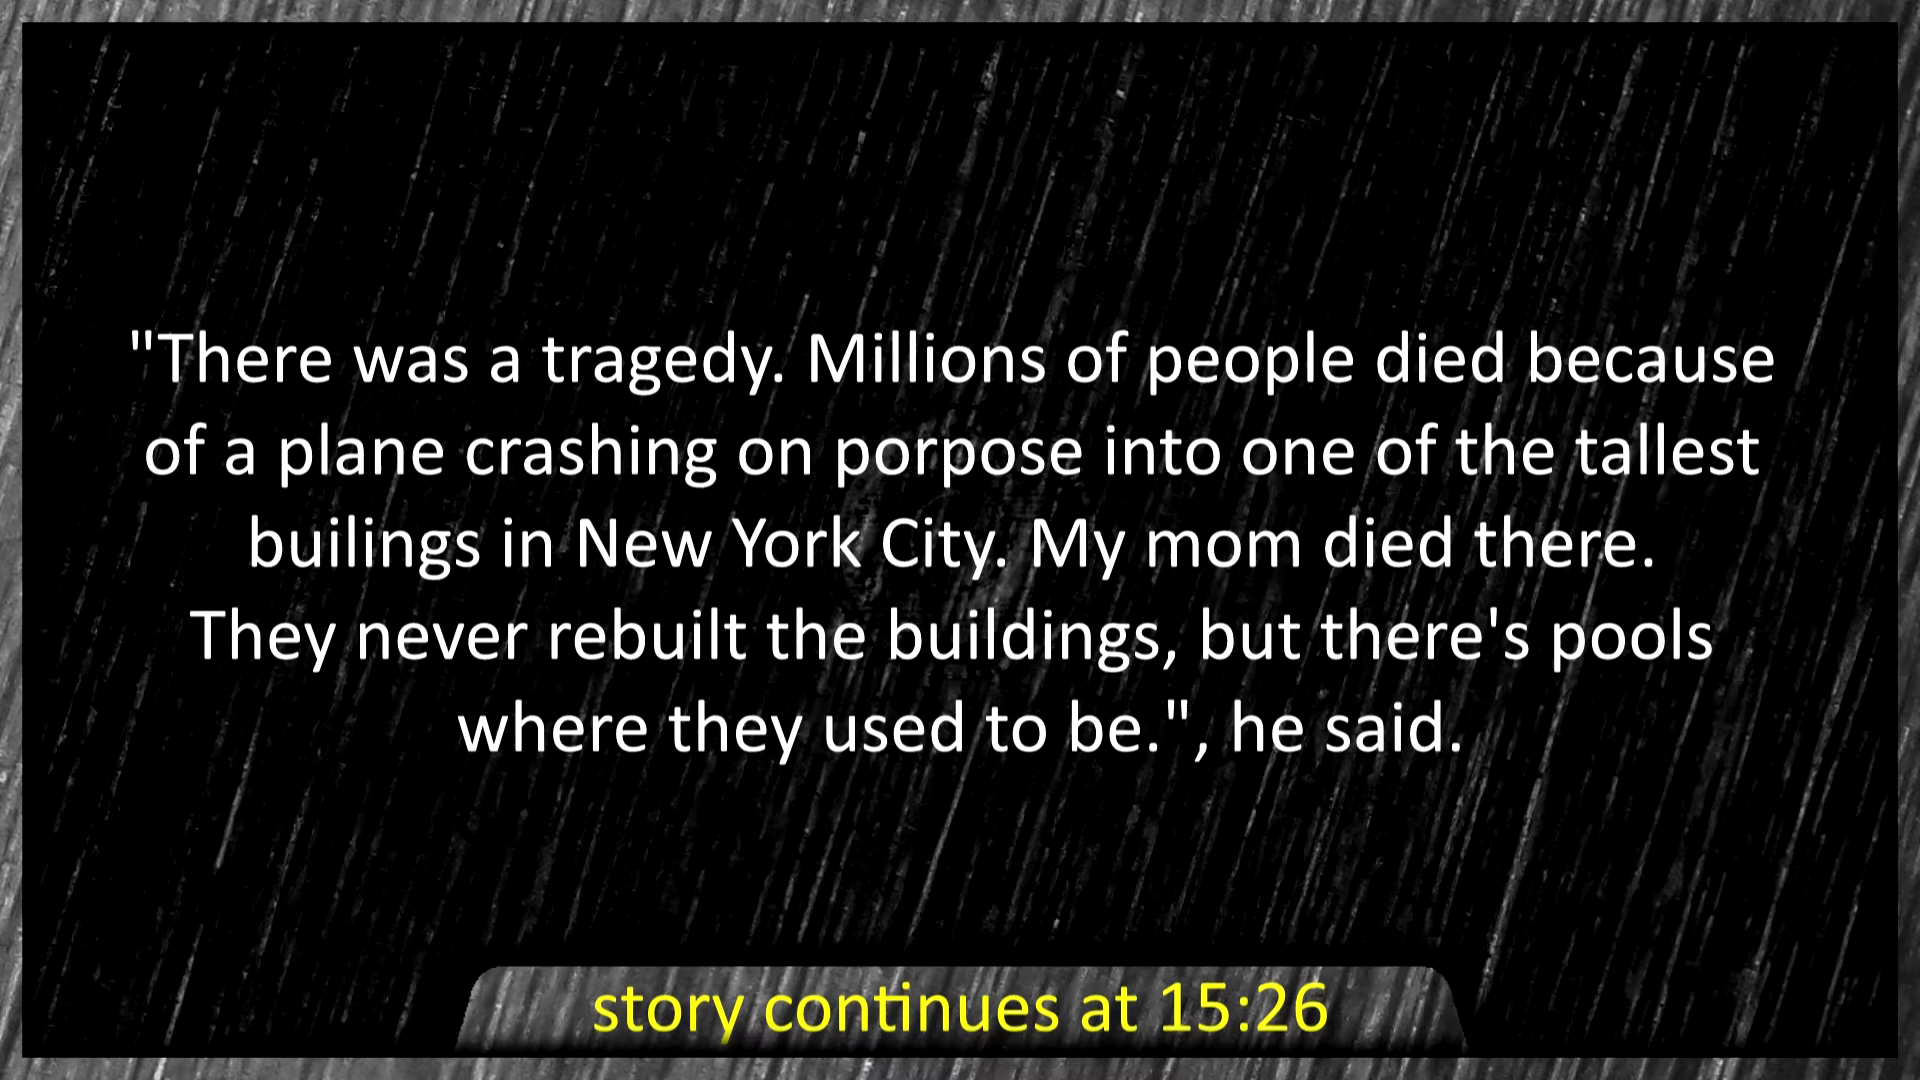 "There was a tragedy. Millions of people died because
of a plane crashing on porpose into one of the tallest
builings in New York City. My mom died there.
They never rebuilt the buildings, but there's pools
where they used to be.", he said.
story continues at 15:26